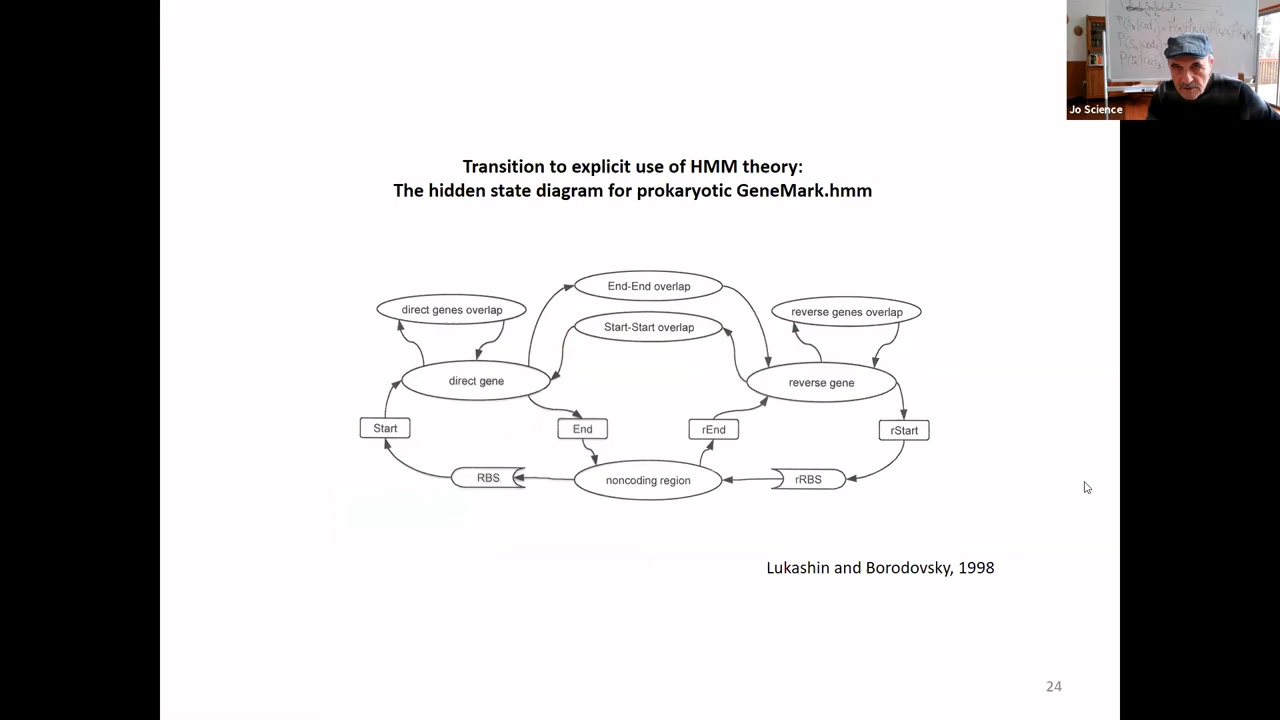 Jo Science
Transition to explicit use of HMM theory:
The hidden state diagram for prokaryotic GeneMark.hmm
End-End overlap
direct genes overlap
reverse genes overlap
Start-Start overlap
direct gene
reverse gene
Start
End
rEnd
rStart
RBS
noncoding region
rRBS
Lukashin and Borodovsky, 1998
24